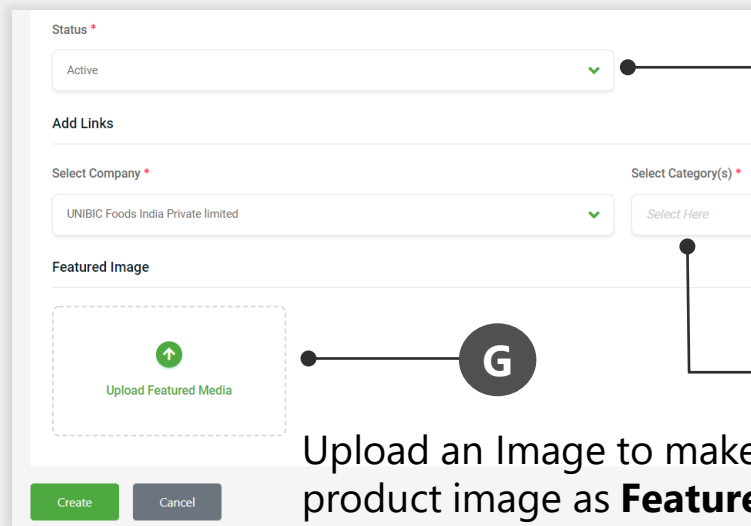 Status *
Active
Add Links
Select Company *
Select Category(s) *
UNIBIC Foods India Private limited
Select Here
Featured Image
G
Upload Featured Media
Upload an Image to make
product image as Feature
Create
Cancel